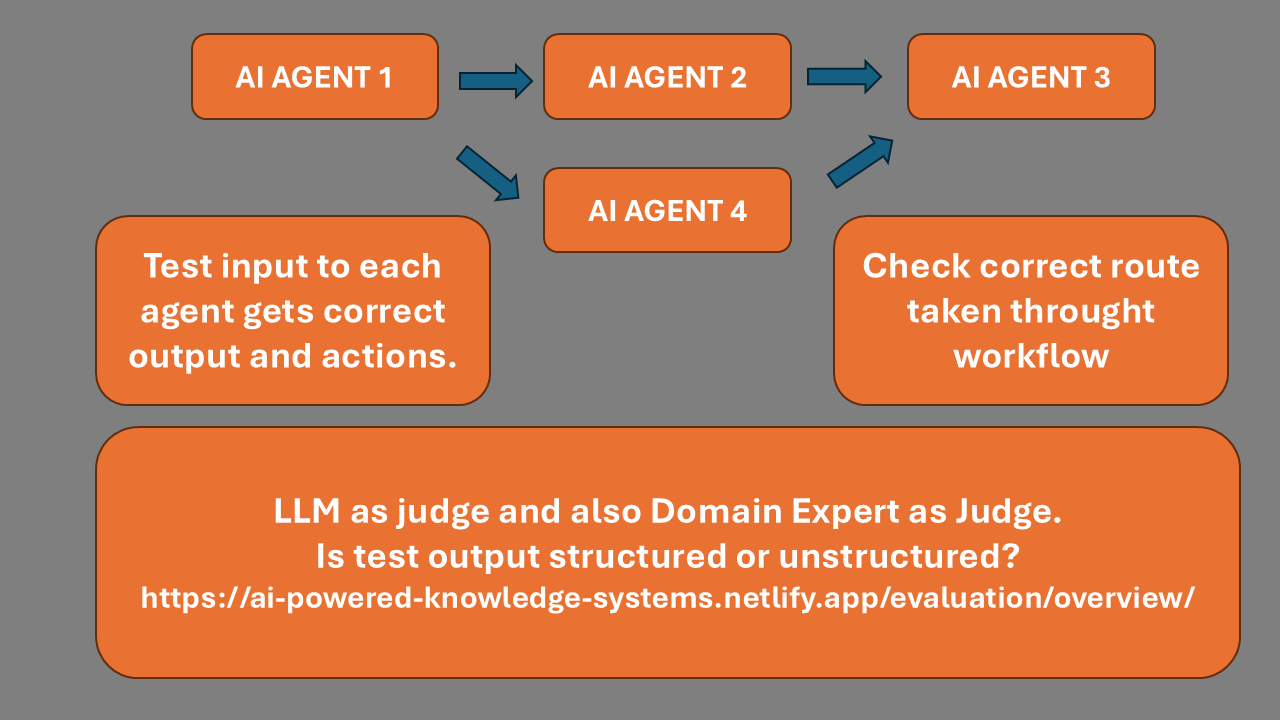 AI AGENT 1
AI AGENT 2
AI AGENT 3
AI AGENT 4
Test input to each
agent gets correct
output and actions.
Check correct route
taken throught
workflow
LLM as judge and also Domain Expert as Judge.
Is test output structured or unstructured?
https://ai-powered-knowledge-systems.netlify.app/evaluation/overview/